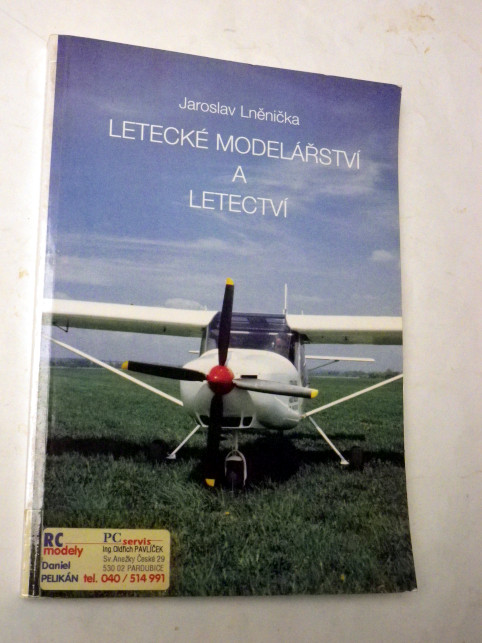 Jaroslav Lněnička
LETECKÉ MODELÁŘSTVÍ
A
LETECTVÍ
RC
modely
Daniel
PELIKÁN
PC servis
Ing Oldřich PAVLÍČEK
Sv.Anežky České 29
530 02 PARDUBICE
tel. 040 / 514 991